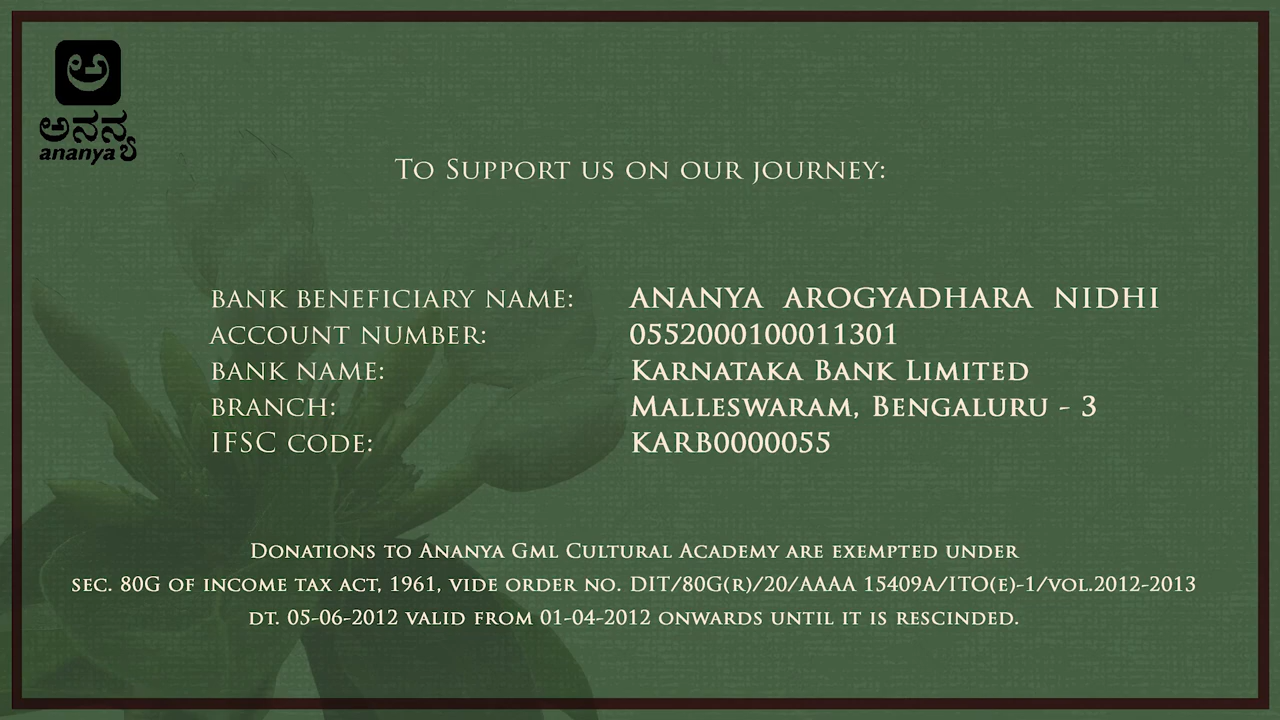 ಅ
ಅನನ್ಯ
ananya
To Support us on our journey:
BANK BENEFICIARY NAME: ANANYA AROGYADHARA NIDHI
ACCOUNT NUMBER: 0552000100011301
BANK NAME: Karnataka Bank Limited
BRANCH: Malleswaram, Bengaluru - 3
IFSC CODE: KARB0000055
Donations to Ananya Gml Cultural Academy are exempted under
sec. 80G of income tax act, 1961, vide order no. DIT/80G(r)/20/AAAA 15409A/ITO(e)-1/vol.2012-2013
dt. 05-06-2012 valid from 01-04-2012 onwards until it is rescinded.